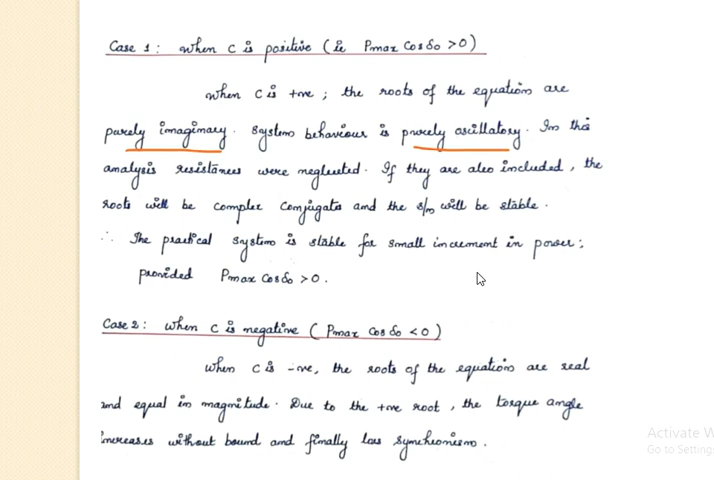 Case 1: When C is positive (ie Pmax Cos δo > 0)
When C is +ve ; the roots of the equations are
purely imaginary. System behaviour is purely oscillatory. In this
analysis resistances were neglected. If they are also included, the
roots will be complex conjugate and the s/m will be stable.
∴ The practical system is stable for small increment in power;
provided Pmax Cos δo > 0.
Case 2: When C is negative (Pmax Cos δo < 0)
When C is -ve, the roots of the equations are real
and equal in magnitude. Due to the +ve root, the torque angle
increases without bound and finally loss synchronism.
Activate W
Go to Setting